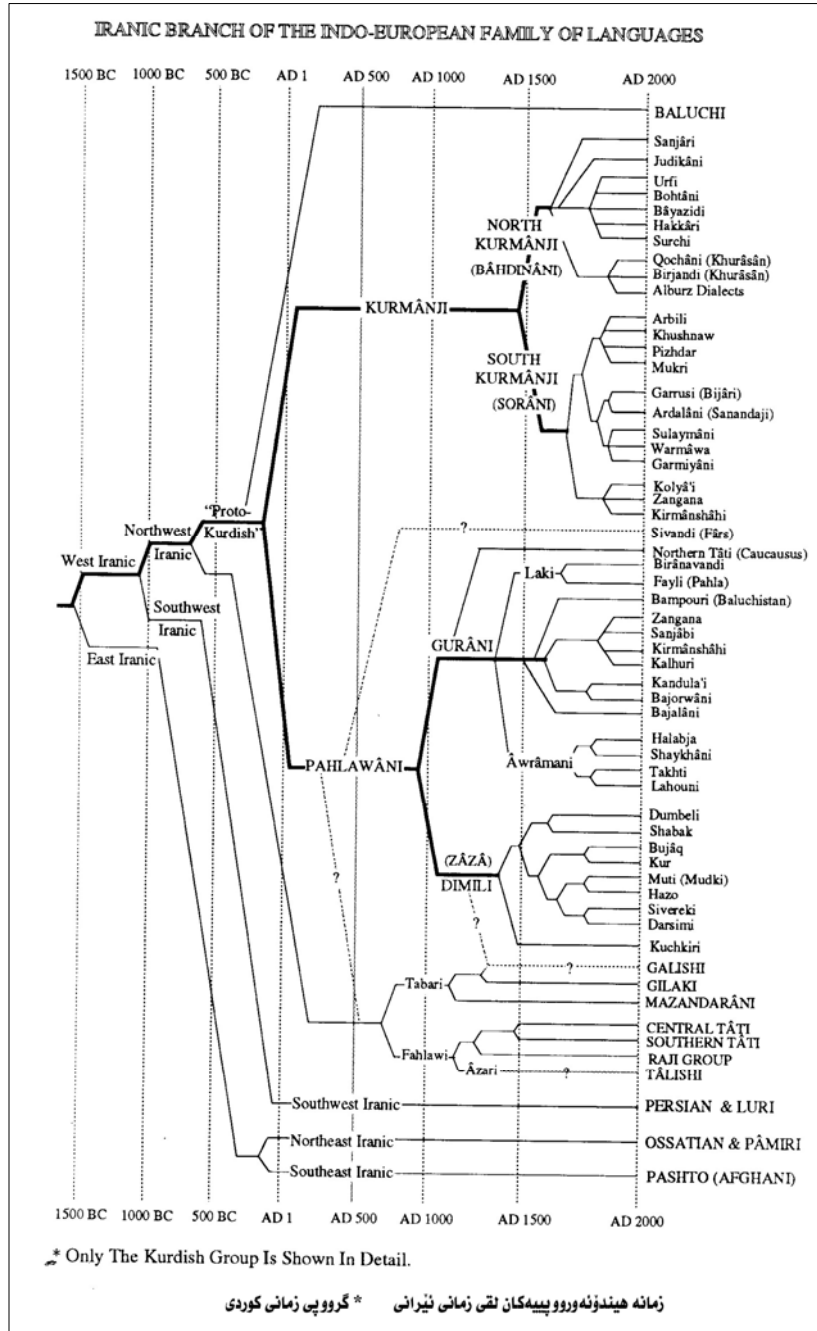 IRANIC BRANCH OF THE INDO-EUROPEAN FAMILY OF LANGUAGES
1500 BC 1000 BC 500 BC AD 1 AD 500 AD 1000 AD 1500 AD 2000
BALUCHI
Sanjâri
Judikâni
Urfi
Bohtâni
Bâyazidi
Hakkâri
Surchi
NORTH
KURMÂNJI
(BÂHDINÂNI)
Qochâni (Khurâsân)
Birjandi (Khurâsân)
Alburz Dialects
KURMÂNJI
Arbili
Khushnaw
Pizhdar
Mukri
SOUTH
KURMÂNJI
(SORÂNI)
Garrusi (Bijâri)
Ardalâni (Sanandaji)
Sulaymâni
Warmâwa
Garmiyâni
Kolyâ'i
Zangana
Kirmânshâhi
"Proto-
Kurdish"
Northwest
Iranic
West Iranic
Southwest
Iranic
East Iranic
?
Sivandi (Fârs)
Northern Tâti (Caucausus)
Laki
Birânavandi
Fayli (Pahla)
Bampouri (Baluchistan)
GURÂNI
Zangana
Sanjâbi
Kirmânshâhi
Kalhuri
Kandula'i
Bajorwâni
Bajalâni
Âwrâmani
Halabja
Shaykhâni
Takhti
Lahouni
PAHLAWÂNI
Dumbeli
Shabak
Bujâq
Kur
(ZÂZÂ)
DIMILI
Muti (Mudki)
Hazo
Sivereki
Darsimi
Kuchkiri
?
?
?
GALISHI
Tabari
GILAKI
MAZANDARÂNI
CENTRAL TÂTI
SOUTHERN TÂTI
Fahlawi
RAJI GROUP
Âzari
?
TÂLISHI
Southwest Iranic
PERSIAN & LURI
Northeast Iranic
OSSATIAN & PÂMIRI
Southeast Iranic
PASHTO (AFGHANI)
1500 BC 1000 BC 500 BC AD 1 AD 500 AD 1000 AD 1500 AD 2000
* Only The Kurdish Group Is Shown In Detail.
زمانه هیندۆئەورووپییەکان لقی زمانی ئێرانی * گرووپی زمانی کوردی